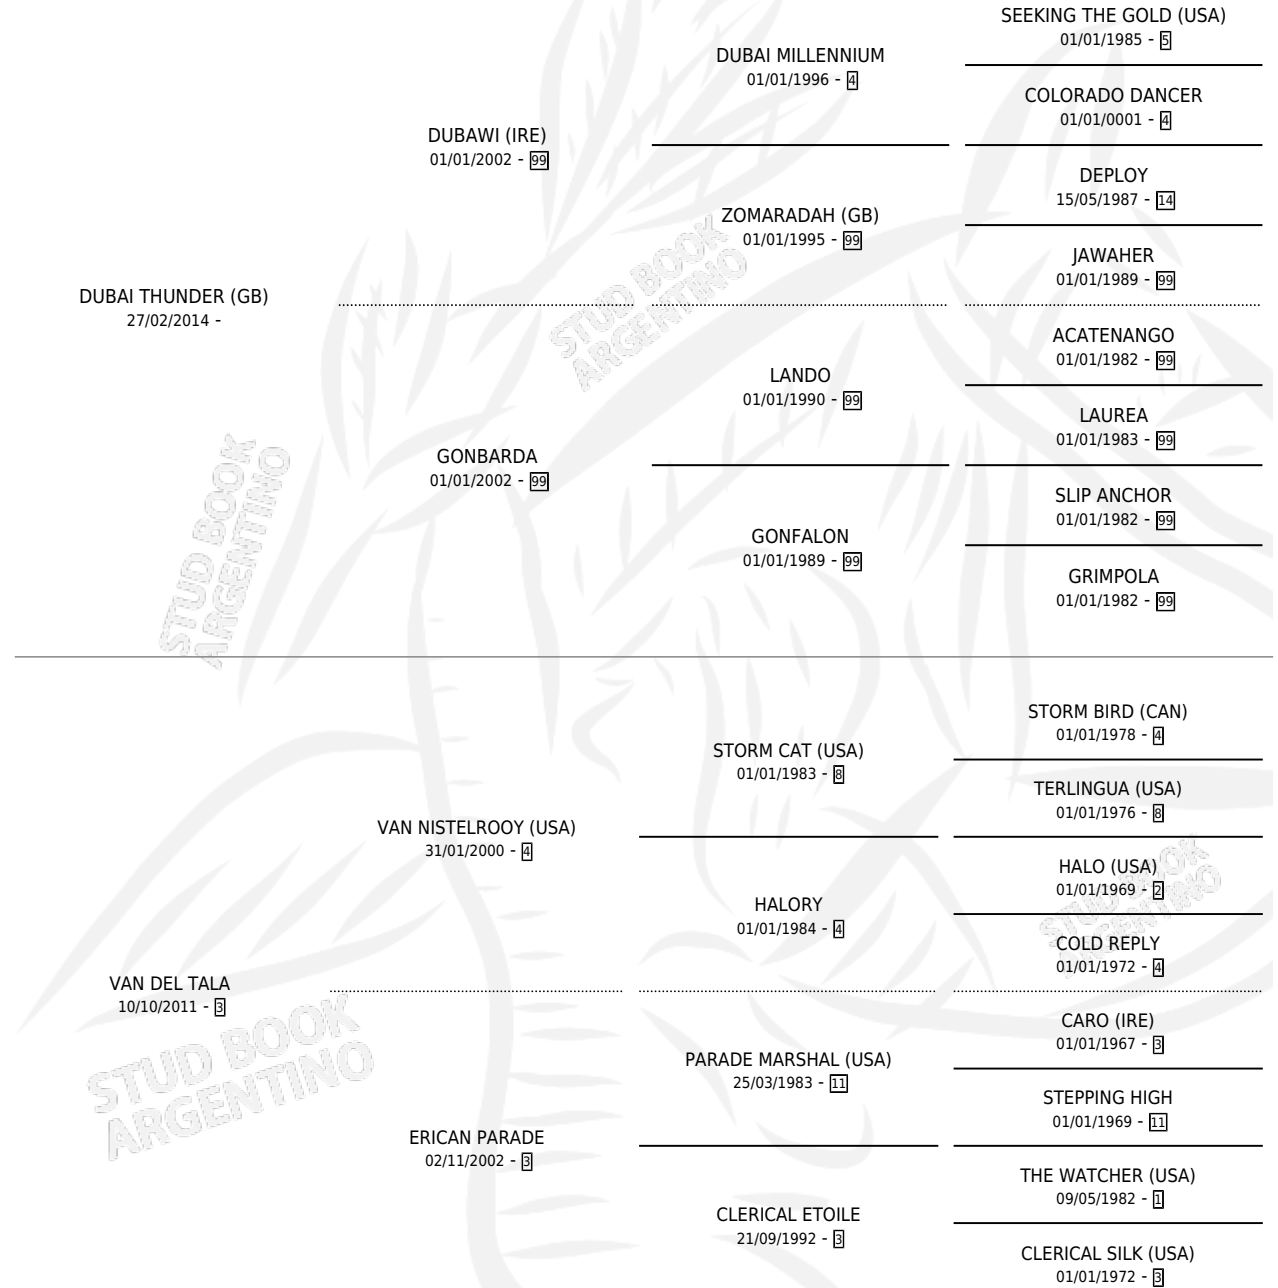 SEEKING THE GOLD (USA)
01/01/1985 - 5
DUBAI MILLENNIUM
01/01/1996 - 4
COLORADO DANCER
01/01/0001 - 4
DUBAWI (IRE)
01/01/2002 - 99
DEPLOY
15/05/1987 - 14
ZOMARADAH (GB)
01/01/1995 - 99
JAWAHER
01/01/1989 - 99
DUBAI THUNDER (GB)
27/02/2014 -
STUD BOOK
ARGENTINO
ACATENANGO
01/01/1982 - 99
LANDO
01/01/1990 - 99
LAUREA
01/01/1983 - 99
GONBARDA
01/01/2002 - 99
STUD BOOK
ARGENTINO
SLIP ANCHOR
01/01/1982 - 99
GONFALON
01/01/1989 - 99
GRIMPOLA
01/01/1982 - 99
STORM BIRD (CAN)
01/01/1978 - 4
STORM CAT (USA)
01/01/1983 - 8
TERLINGUA (USA)
01/01/1976 - 8
VAN NISTELROOY (USA)
31/01/2000 - 4
HALO (USA)
01/01/1969 - 2
STUD BOOK
ARGENTINO
HALORY
01/01/1984 - 4
COLD REPLY
01/01/1972 - 4
VAN DEL TALA
10/10/2011 - 3
STUD BOOK
ARGENTINO
CARO (IRE)
01/01/1967 - 3
PARADE MARSHAL (USA)
25/03/1983 - 11
STEPPING HIGH
01/01/1969 - 11
ERICAN PARADE
02/11/2002 - 3
THE WATCHER (USA)
09/05/1982 - 1
CLERICAL ETOILE
21/09/1992 - 3
CLERICAL SILK (USA)
01/01/1972 - 3